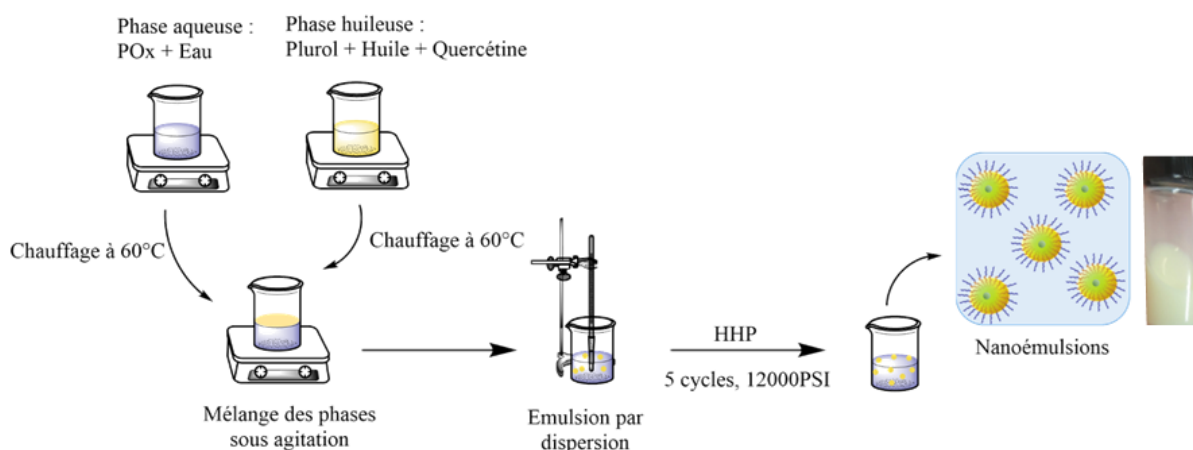 Phase aqueuse :
POx + Eau
Phase huileuse :
Plurol + Huile + Quercétine
Chauffage à 60°C
Chauffage à 60°C
Mélange des phases
sous agitation
Emulsion par
dispersion
HHP
5 cycles, 12000PSI
Nanoémulsions